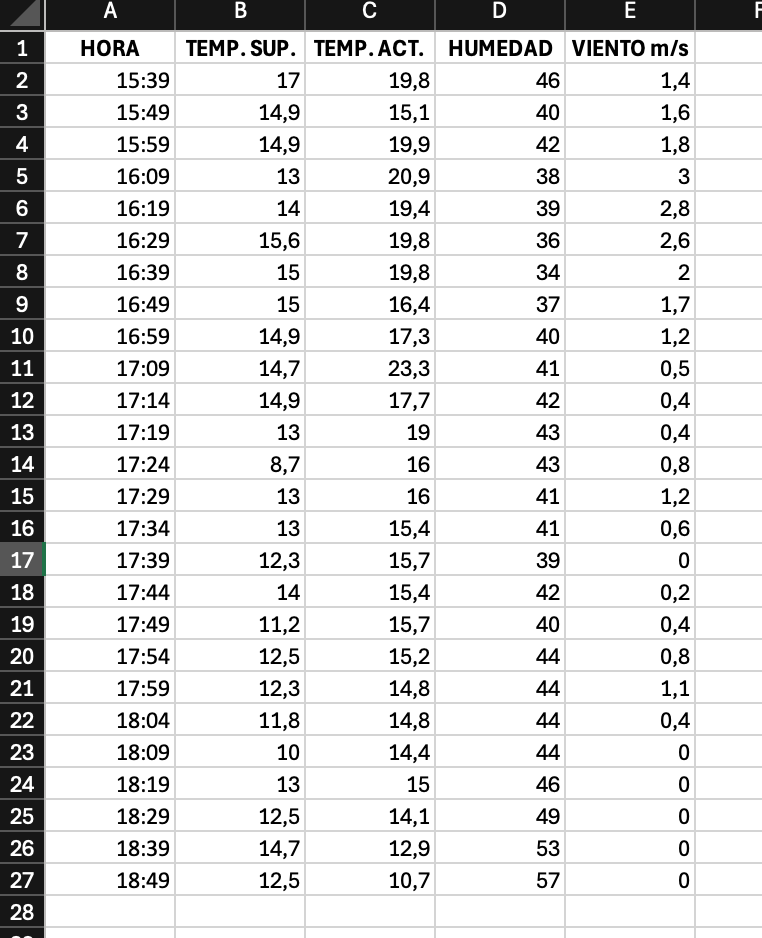 A B C D E F
1 HORA TEMP. SUP. TEMP. ACT. HUMEDAD VIENTO m/s
2 15:39 17 19,8 46 1,4
3 15:49 14,9 15,1 40 1,6
4 15:59 14,9 19,9 42 1,8
5 16:09 13 20,9 38 3
6 16:19 14 19,4 39 2,8
7 16:29 15,6 19,8 36 2,6
8 16:39 15 19,8 34 2
9 16:49 15 16,4 37 1,7
10 16:59 14,9 17,3 40 1,2
11 17:09 14,7 23,3 41 0,5
12 17:14 14,9 17,7 42 0,4
13 17:19 13 19 43 0,4
14 17:24 8,7 16 43 0,8
15 17:29 13 16 41 1,2
16 17:34 13 15,4 41 0,6
17 17:39 12,3 15,7 39 0
18 17:44 14 15,4 42 0,2
19 17:49 11,2 15,7 40 0,4
20 17:54 12,5 15,2 44 0,8
21 17:59 12,3 14,8 44 1,1
22 18:04 11,8 14,8 44 0,4
23 18:09 10 14,4 44 0
24 18:19 13 15 46 0
25 18:29 12,5 14,1 49 0
26 18:39 14,7 12,9 53 0
27 18:49 12,5 10,7 57 0
28